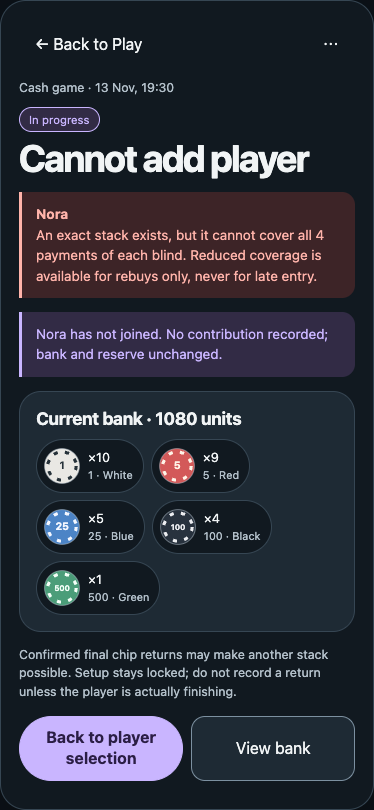 ← Back to Play
...
Cash game · 13 Nov, 19:30
In progress
Cannot add player
Nora
An exact stack exists, but it cannot cover all 4
payments of each blind. Reduced coverage is
available for rebuys only, never for late entry.
Nora has not joined. No contribution recorded;
bank and reserve unchanged.
Current bank · 1080 units
1
×10
1 · White
5
×9
5 · Red
25
×5
25 · Blue
100
×4
100 · Black
500
×1
500 · Green
Confirmed final chip returns may make another stack
possible. Setup stays locked; do not record a return
unless the player is actually finishing.
Back to player
selection
View bank